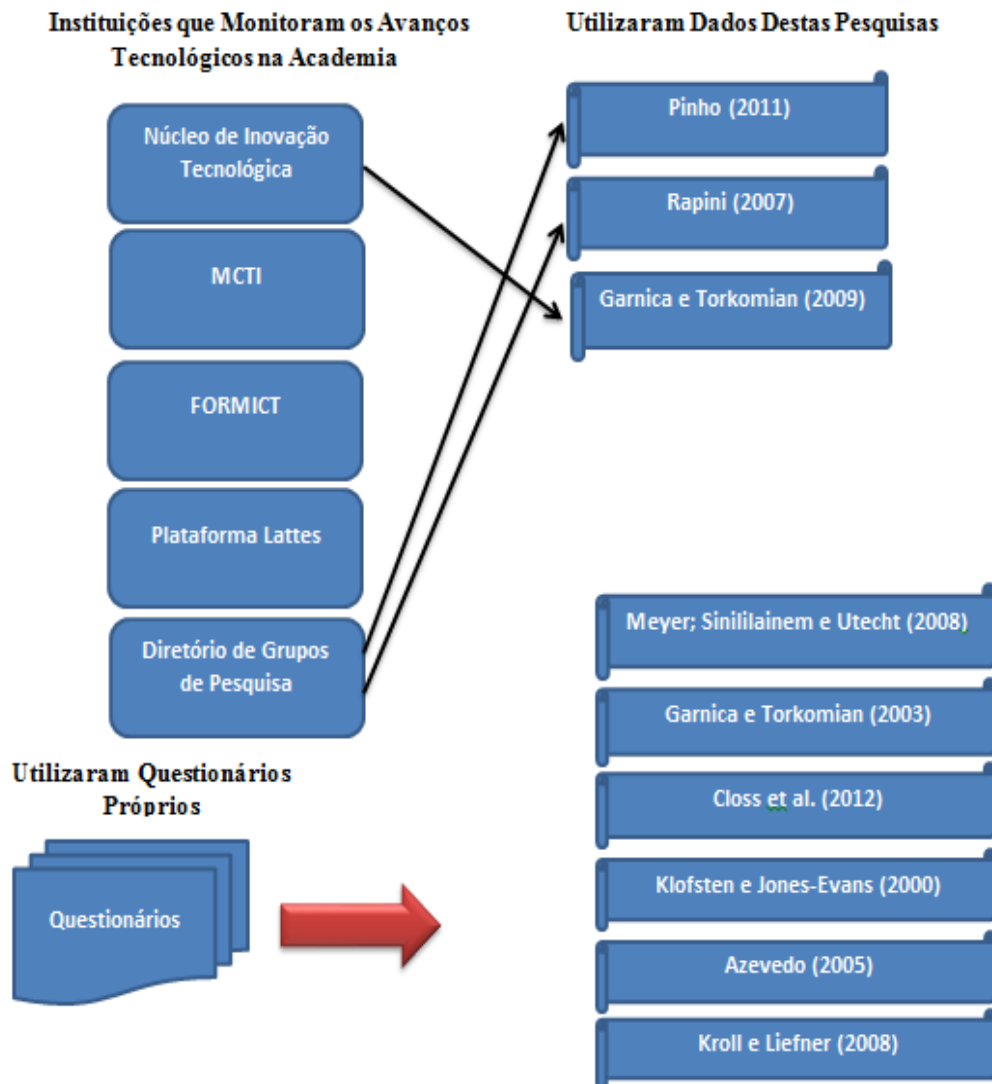 Instituições que Monitoram os Avanços
Tecnológicos na Academia
Utilizaram Dados Destas Pesquisas
Núcleo de Inovação
Tecnológica
MCTI
FORMICT
Plataforma Lattes
Diretório de Grupos
de Pesquisa
Pinho (2011)
Rapini (2007)
Garnica e Torkomian (2009)
Utilizaram Questionários
Próprios
Questionários
Meyer; Sinililainem e Utecht (2008)
Garnica e Torkomian (2003)
Closs et al. (2012)
Klofsten e Jones-Evans (2000)
Azevedo (2005)
Kroll e Liefner (2008)